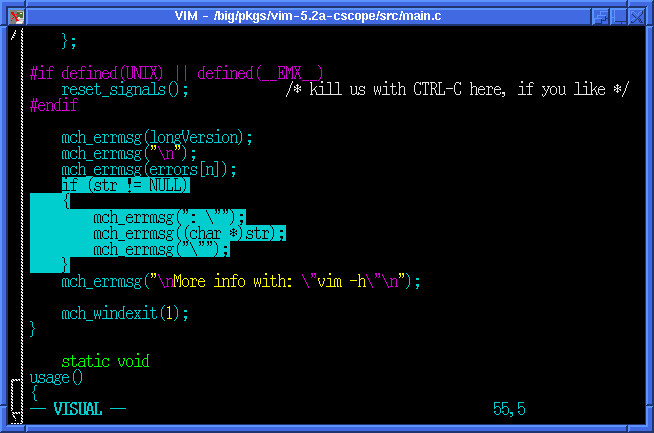 VIM - /big/pkgs/vim-5.2a-cscope/src/main.c
    };
#if defined(UNIX) || defined(__EMX__)
    reset_signals();            /* kill us with CTRL-C here, if you like */
#endif
    mch_errmsg(longVersion);
    mch_errmsg("\n");
    mch_errmsg(errors[n]);
    if (str != NULL)
    {
        mch_errmsg(": \"");
        mch_errmsg((char *)str);
        mch_errmsg("\"");
    }
    mch_errmsg("\nMore info with: \"vim -h\"\n");
    mch_windexit(1);
}
    static void
usage()
{
-- VISUAL --                                              55,5